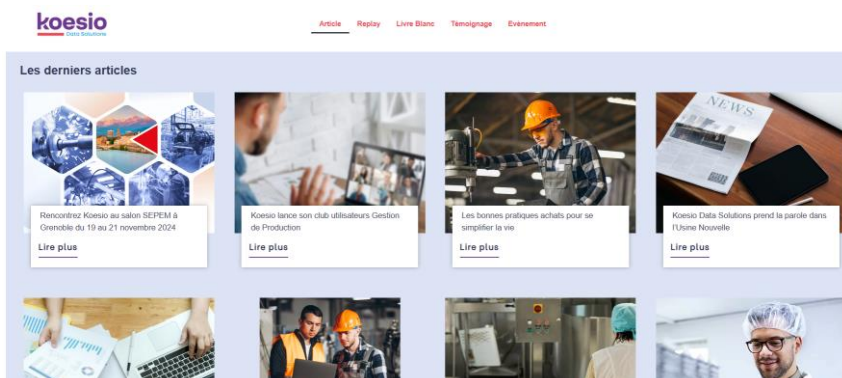 koesio
Data Solutions
Article Replay Livre Blanc Témoignage Evènement
Les derniers articles
NEWS
Rencontrez Koesio au salon SEPEM à
Grenoble du 19 au 21 novembre 2024
Lire plus
Koesio lance son club utilisateurs Gestion
de Production
Lire plus
Les bonnes pratiques achats pour se
simplifier la vie
Lire plus
Koesio Data Solutions prend la parole dans
l'Usine Nouvelle
Lire plus